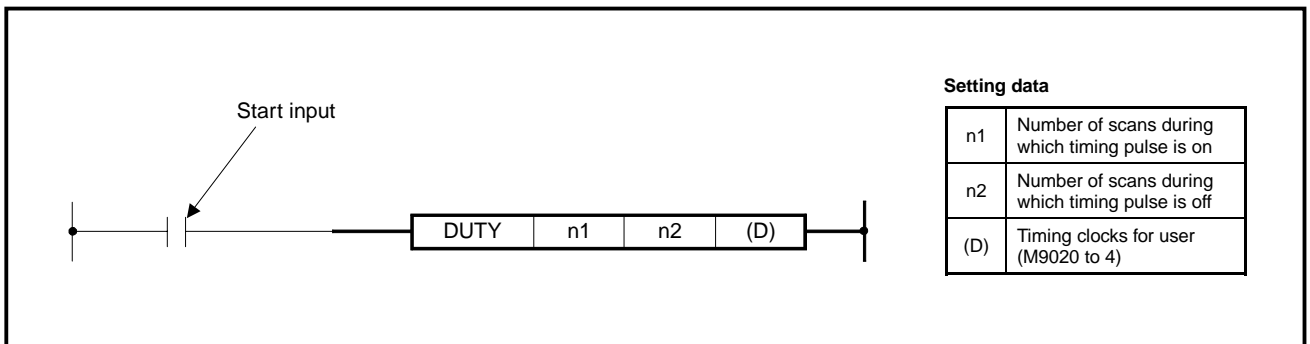 Start input
DUTY n1 n2 (D)
Setting data
n1 Number of scans during
which timing pulse is on
n2 Number of scans during
which timing pulse is off
(D) Timing clocks for user
(M9020 to 4)